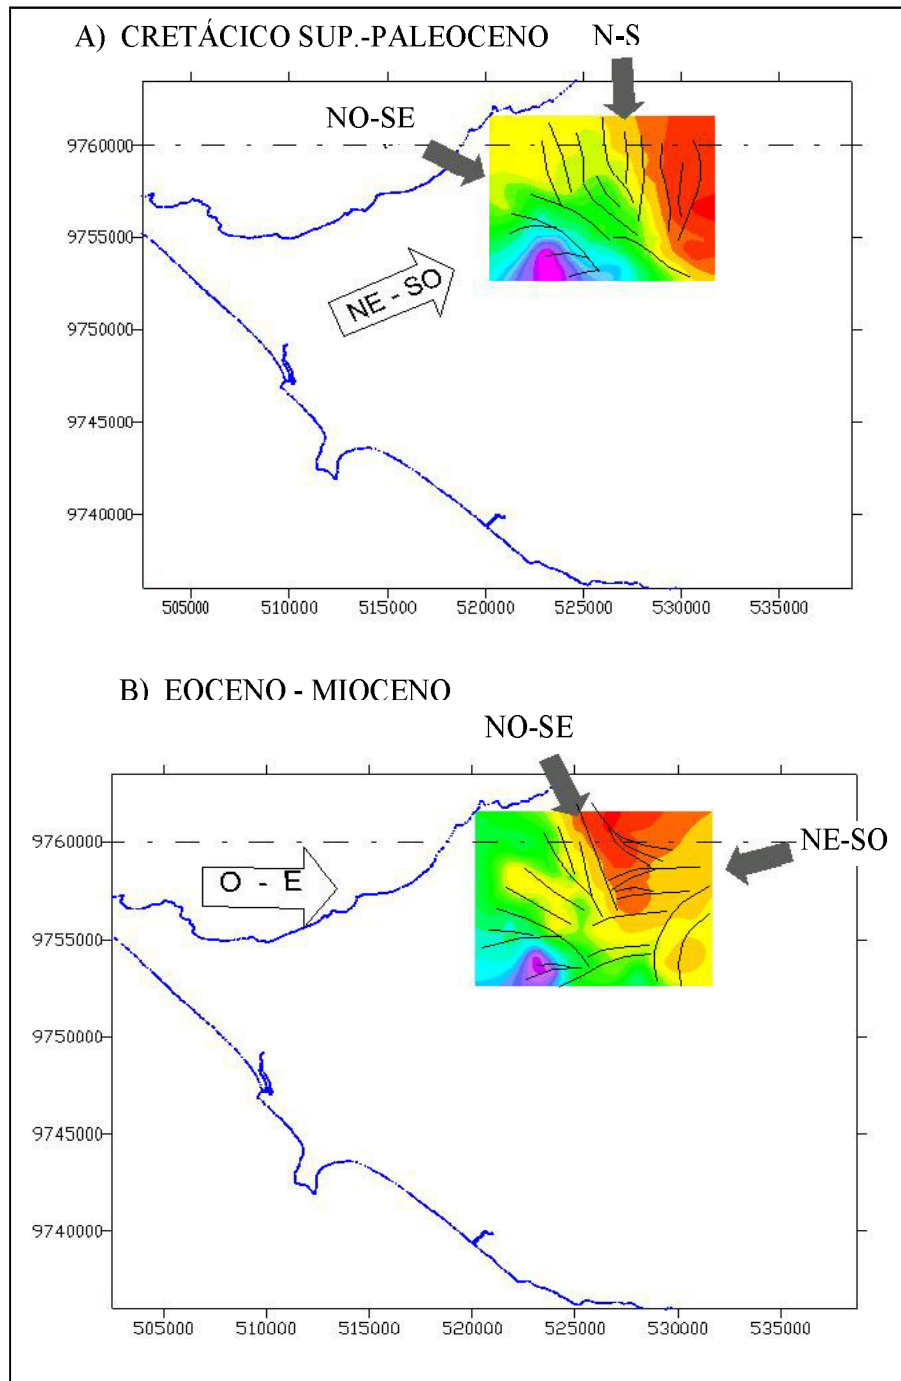 A) CRETÁCICO SUP.-PALEOCENO
N-S
NO-SE
9760000
9755000
NE - SO
9750000
9745000
9740000
505000 510000 515000 520000 525000 530000 535000
B) EOCENO - MIOCENO
NO-SE
9760000
NE-SO
O - E
9755000
9750000
9745000
9740000
505000 510000 515000 520000 525000 530000 535000